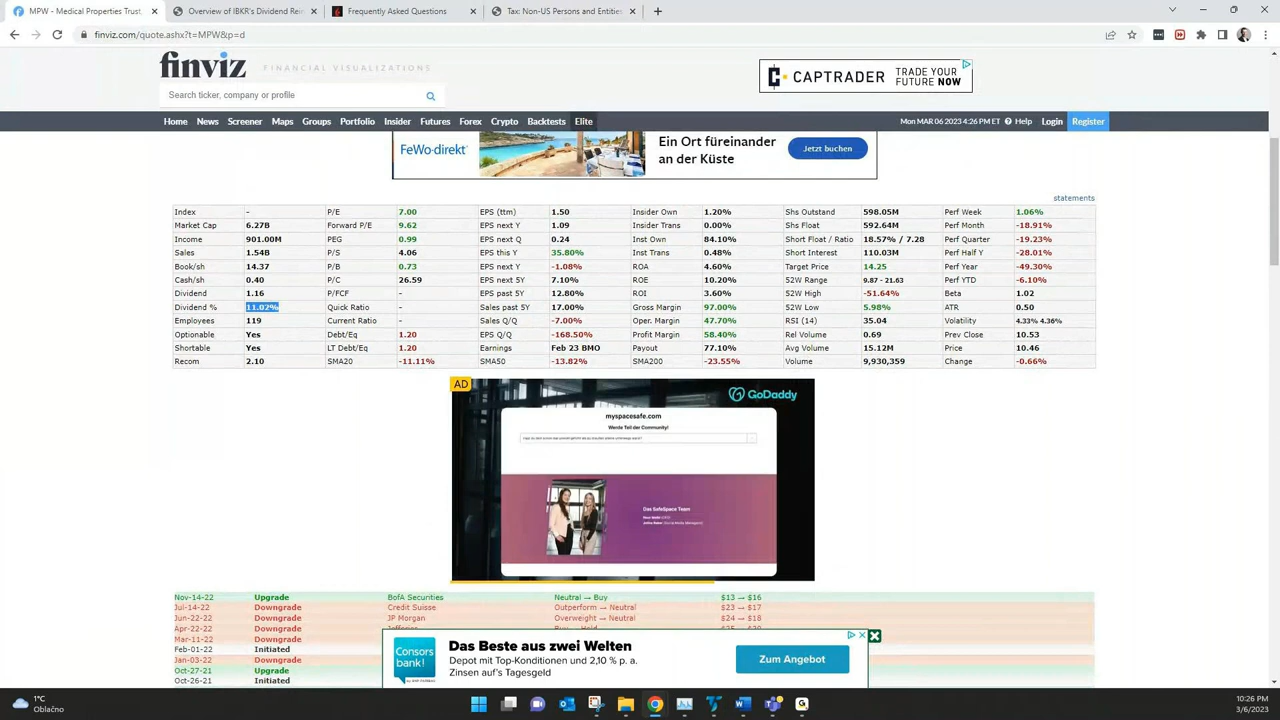 MPW - Medical Properties Trust, Overview of IBKR's Dividend Rein Frequently Asked Questions Tax: Non-US Persons and Entities
finviz.com/quote.ashx?t=MPW&p=d
finviz FINANCIAL VISUALIZATIONS
Search ticker, company or profile
CAPTRADER TRADE YOUR FUTURE NOW
Home News Screener Maps Groups Portfolio Insider Futures Forex Crypto Backtests Elite Mon MAR 06 2023 4:26 PM ET Help Login Register
FeWo-direkt Ein Ort füreinander an der Küste Jetzt buchen
statements
Index - P/E 7.00 EPS (ttm) 1.50 Insider Own 1.20% Shs Outstand 598.05M Perf Week 1.06%
Market Cap 6.27B Forward P/E 9.62 EPS next Y 1.09 Insider Trans 0.00% Shs Float 592.64M Perf Month -18.91%
Income 901.00M PEG 0.99 EPS next Q 0.24 Inst Own 84.10% Short Float / Ratio 18.57% / 7.28 Perf Quarter -19.23%
Sales 1.54B P/S 4.06 EPS this Y 35.80% Inst Trans 0.48% Short Interest 110.03M Perf Half Y -28.01%
Book/sh 14.37 P/B 0.73 EPS next Y -1.08% ROA 4.60% Target Price 14.25 Perf Year -49.30%
Cash/sh 0.40 P/C 26.59 EPS next 5Y 7.10% ROE 10.20% 52W Range 9.87 - 21.63 Perf YTD -6.10%
Dividend 1.16 P/FCF - EPS past 5Y 12.80% ROI 3.60% 52W High -51.64% Beta 1.02
Dividend % 11.02% Quick Ratio - Sales past 5Y 17.00% Gross Margin 97.00% 52W Low 5.98% ATR 0.50
Employees 119 Current Ratio - Sales Q/Q -7.00% Oper. Margin 47.70% RSI (14) 35.04 Volatility 4.33% 4.36%
Optionable Yes Debt/Eq 1.20 EPS Q/Q -168.50% Profit Margin 58.40% Rel Volume 0.69 Prev Close 10.53
Shortable Yes LT Debt/Eq 1.20 Earnings Feb 23 BMO Payout 77.10% Avg Volume 15.12M Price 10.46
Recom 2.10 SMA20 -11.11% SMA50 -13.82% SMA200 -23.55% Volume 9,930,359 Change -0.66%
AD
GoDaddy
myspacesafe.com
Werde Teil der Community!
Das SafeSpace Team
Nov-14-22 Upgrade BofA Securities Neutral → Buy $13 → $16
Jul-14-22 Downgrade Credit Suisse Outperform → Neutral $23 → $17
Jun-22-22 Downgrade JP Morgan Overweight → Neutral $24 → $18
Apr-22-22 Downgrade
Mar-11-22 Downgrade
Feb-01-22 Initiated
Jan-03-22 Downgrade
Oct-27-21 Upgrade
Oct-26-21 Initiated
Consors bank!
Das Beste aus zwei Welten
Depot mit Top-Konditionen und 2,10 % p. a.
Zinsen auf's Tagesgeld
Zum Angebot
1°C
Oblačno
10:26 PM
3/6/2023